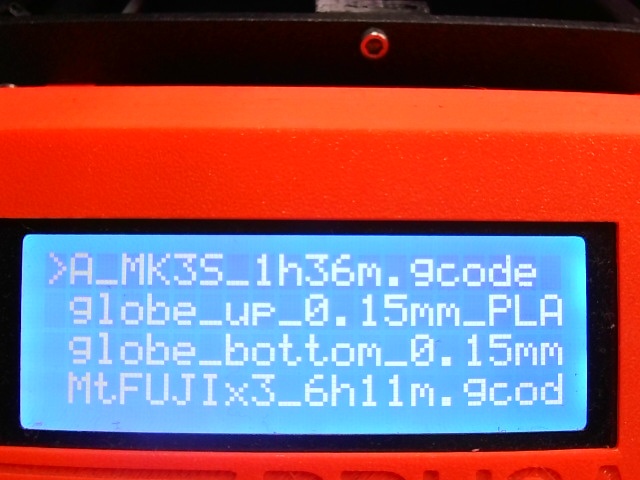 >A_MK3S_1h36m.gcode
globe_up_0.15mm_PLA
globe_bottom_0.15mm
MtFUJIx3_6h11m.gcod